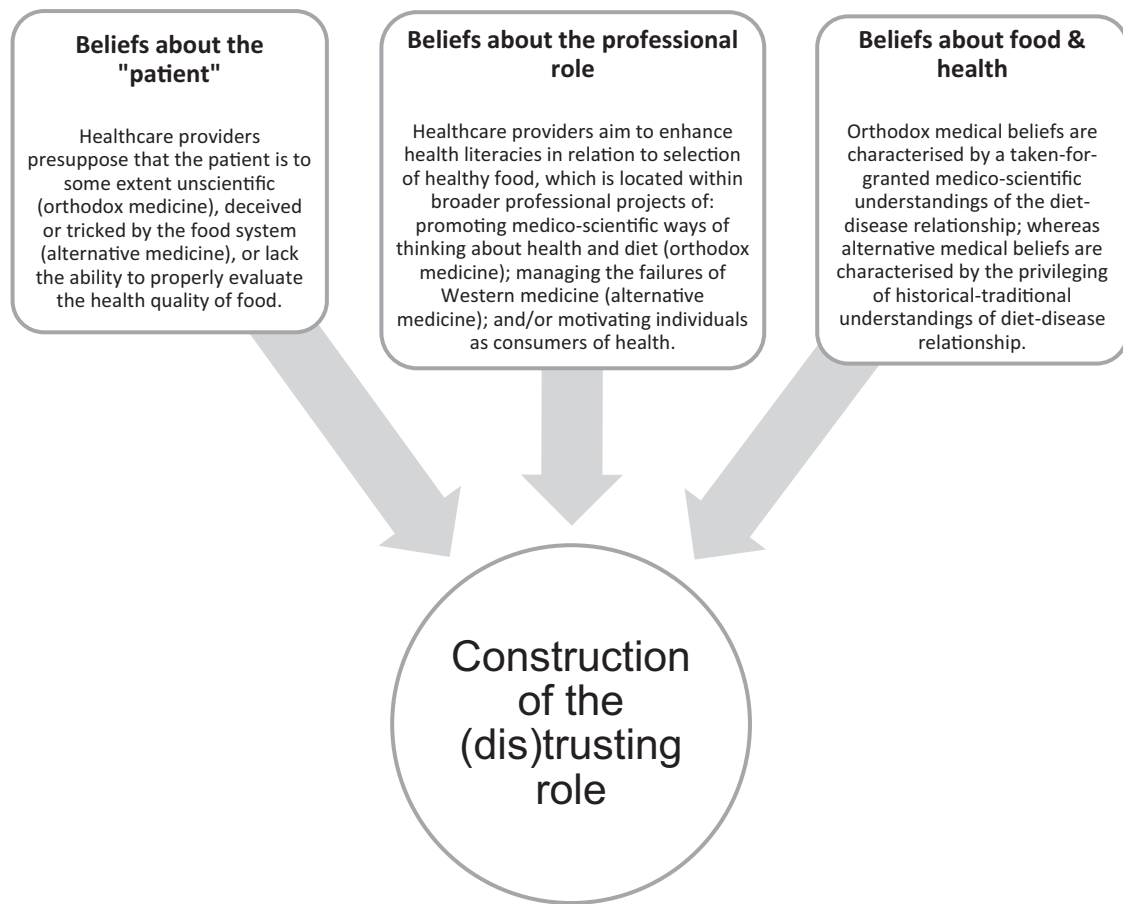 Beliefs about the
"patient"
Healthcare providers
presuppose that the patient is to
some extent unscientific
(orthodox medicine), deceived
or tricked by the food system
(alternative medicine), or lack
the ability to properly evaluate
the health quality of food.
Beliefs about the professional
role
Healthcare providers aim to enhance
health literacies in relation to selection
of healthy food, which is located within
broader professional projects of:
promoting medico-scientific ways of
thinking about health and diet (orthodox
medicine); managing the failures of
Western medicine (alternative
medicine); and/or motivating individuals
as consumers of health.
Beliefs about food &
health
Orthodox medical beliefs are
characterised by a taken-for-
granted medico-scientific
understandings of the diet-
disease relationship; whereas
alternative medical beliefs are
characterised by the privileging
of historical-traditional
understandings of diet-disease
relationship.
Construction
of the
(dis)trusting
role